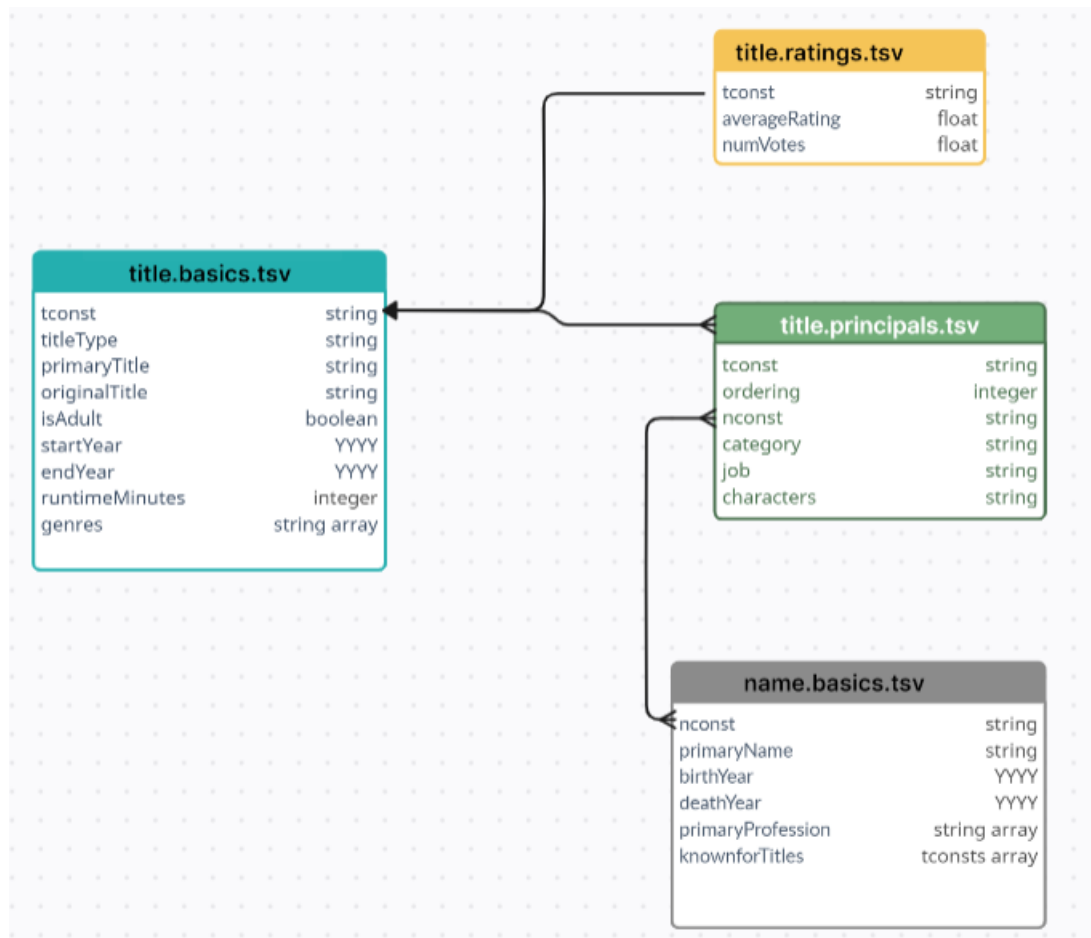 title.ratings.tsv
tconst string
averageRating float
numVotes float
title.basics.tsv
tconst string
titleType string
primaryTitle string
originalTitle string
isAdult boolean
startYear YYYY
endYear YYYY
runtimeMinutes integer
genres string array
title.principals.tsv
tconst string
ordering integer
nconst string
category string
job string
characters string
name.basics.tsv
nconst string
primaryName string
birthYear YYYY
deathYear YYYY
primaryProfession string array
knownforTitles tconsts array